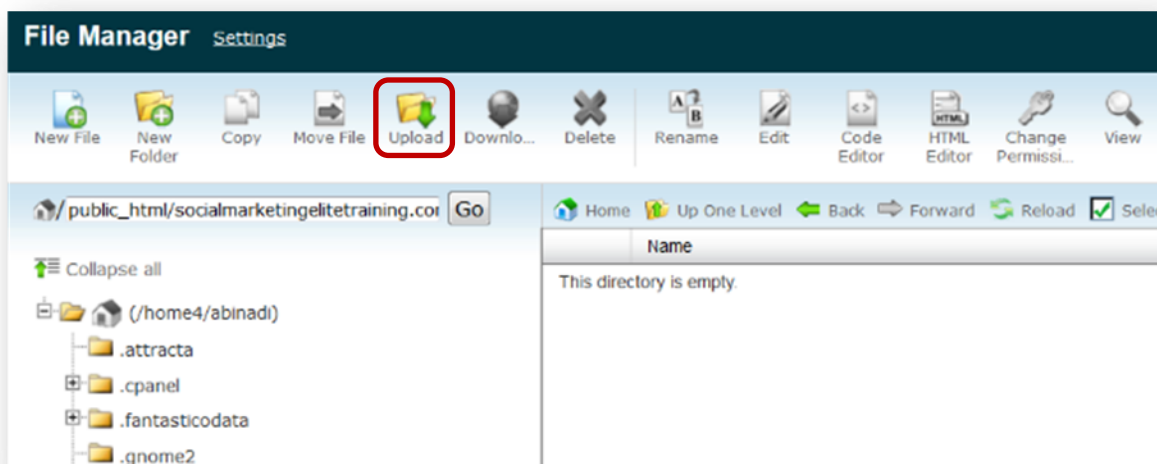 File Manager Settings
New File New Folder Copy Move File Upload Downlo... Delete Rename Edit Code Editor HTML Editor Change Permissi... View
/ public_html/socialmarketingelitetraining.cor Go
Home Up One Level Back Forward Reload Selec
Name
This directory is empty.
Collapse all
(/home4/abinadi)
.attracta
.cpanel
.fantasticodata
.gnome2